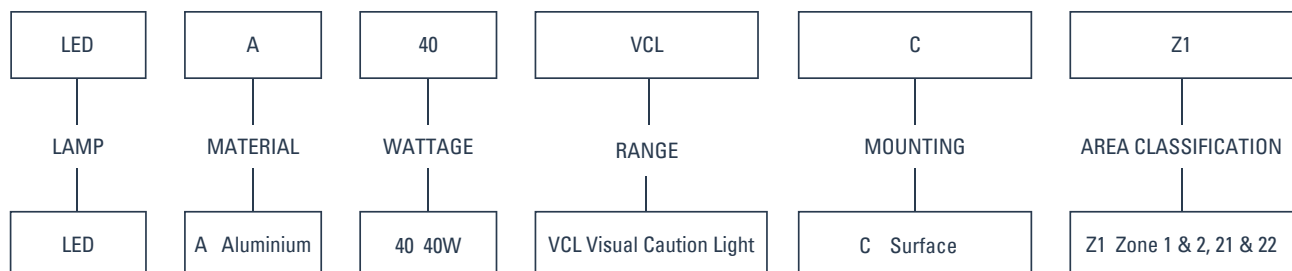 LED A 40 VCL C Z1
LAMP MATERIAL WATTAGE RANGE MOUNTING AREA CLASSIFICATION
LED A Aluminium 40 40W VCL Visual Caution Light C Surface Z1 Zone 1 & 2, 21 & 22